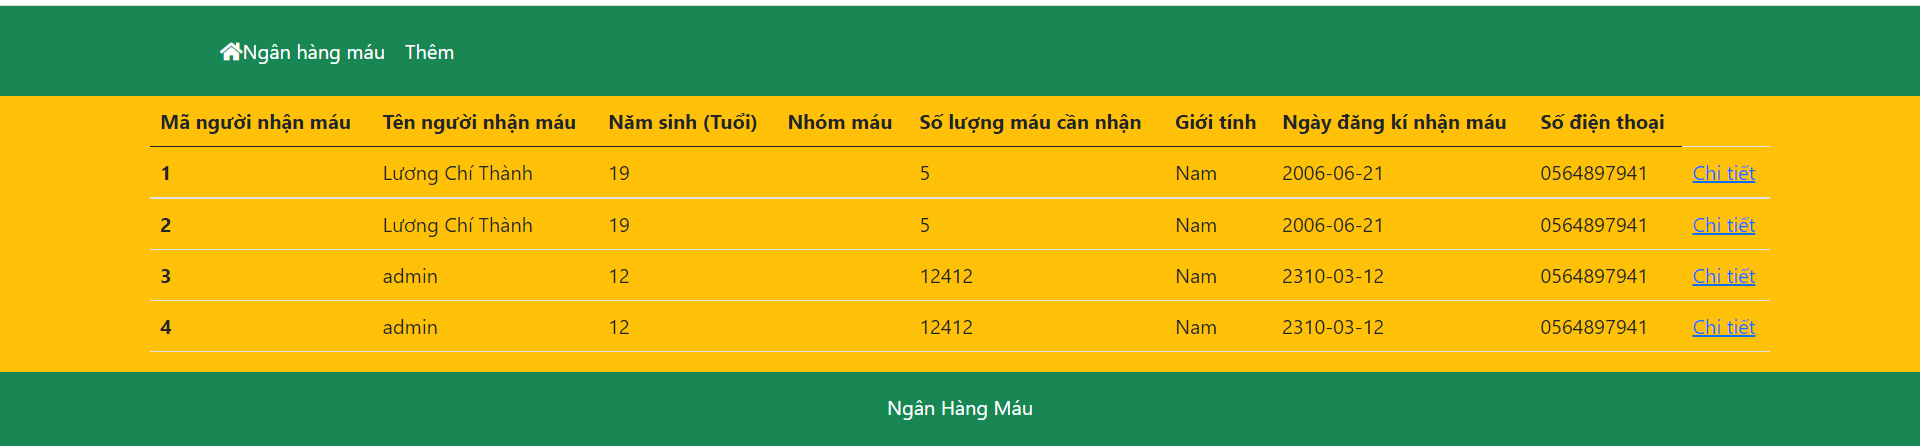 Ngân hàng máu Thêm
Mã người nhận máu Tên người nhận máu Năm sinh (Tuổi) Nhóm máu Số lượng máu cần nhận Giới tính Ngày đăng kí nhận máu Số điện thoại
1 Lương Chí Thành 19 5 Nam 2006-06-21 0564897941 Chi tiết
2 Lương Chí Thành 19 5 Nam 2006-06-21 0564897941 Chi tiết
3 admin 12 12412 Nam 2310-03-12 0564897941 Chi tiết
4 admin 12 12412 Nam 2310-03-12 0564897941 Chi tiết
Ngân Hàng Máu